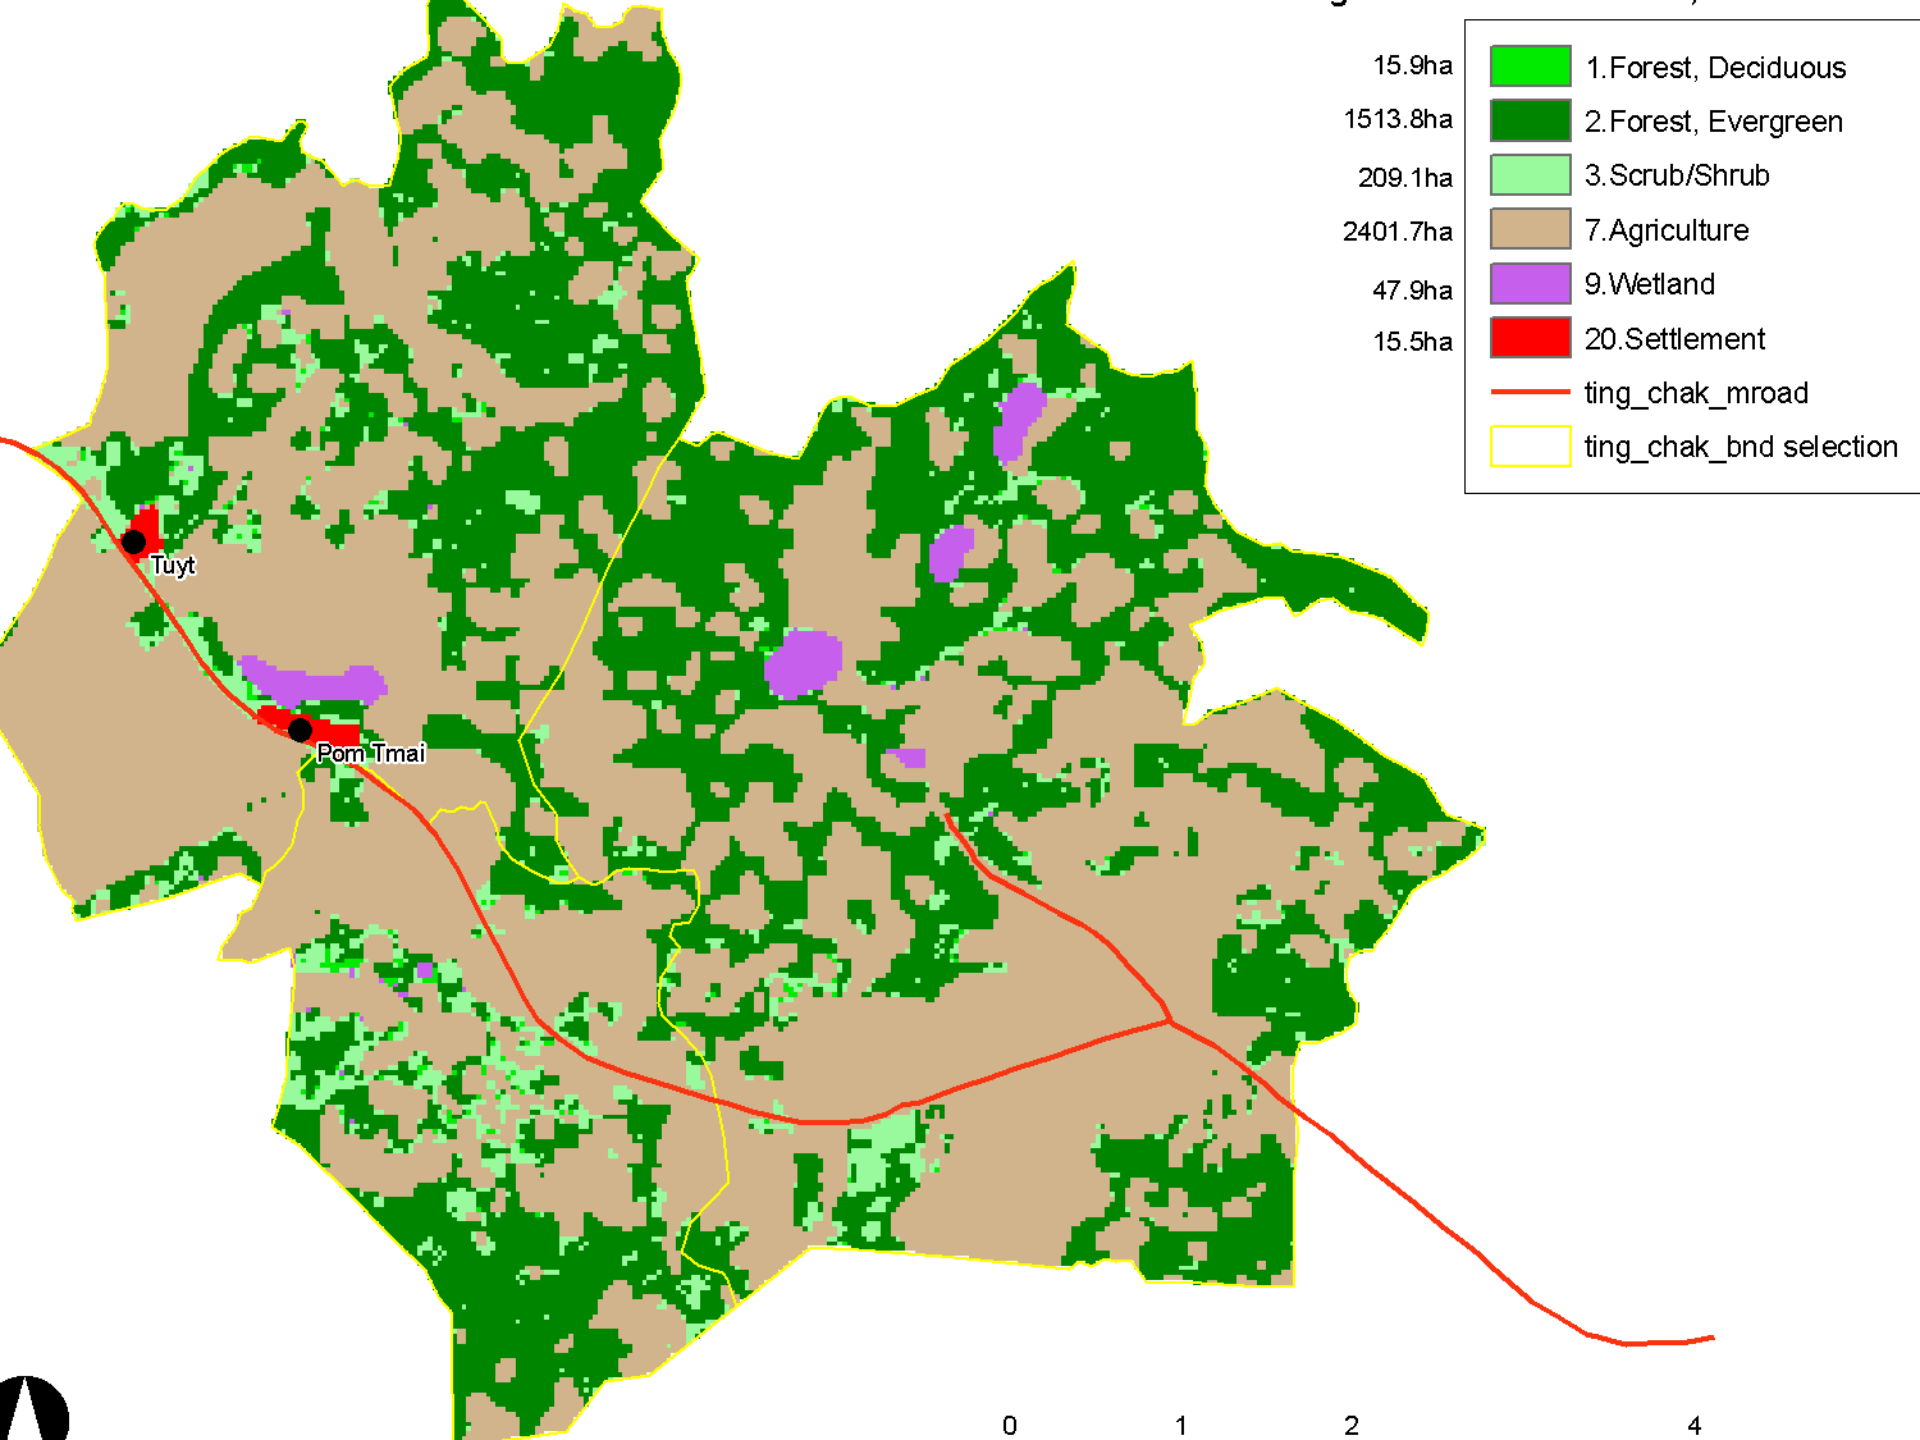 15.9ha 1.Forest, Deciduous
1513.8ha 2.Forest, Evergreen
209.1ha 3.Scrub/Shrub
2401.7ha 7.Agriculture
47.9ha 9.Wetland
15.5ha 20.Settlement
ting_chak_mroad
ting_chak_bnd selection
Tuyt
Pom Tmai
0 1 2 4